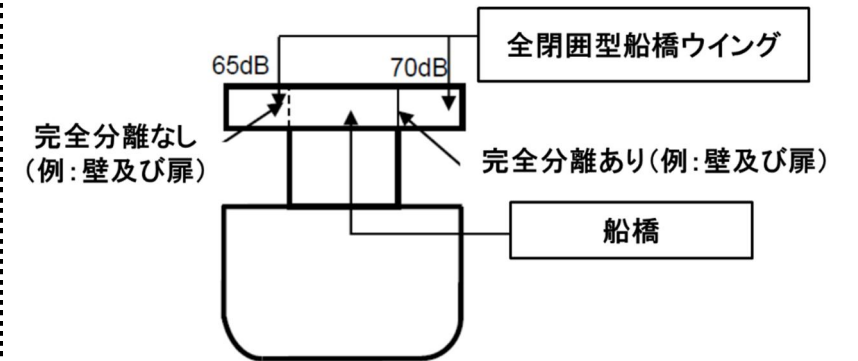 全閉囲型船橋ウイング
65dB
70dB
完全分離なし
（例：壁及び扉）
完全分離あり（例：壁及び扉）
船橋